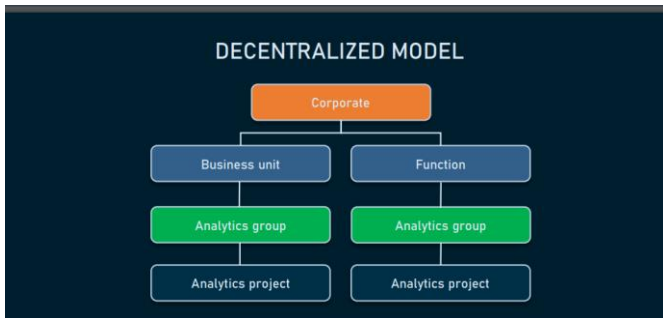 DECENTRALIZED MODEL
Corporate
Business unit
Function
Analytics group
Analytics group
Analytics project
Analytics project